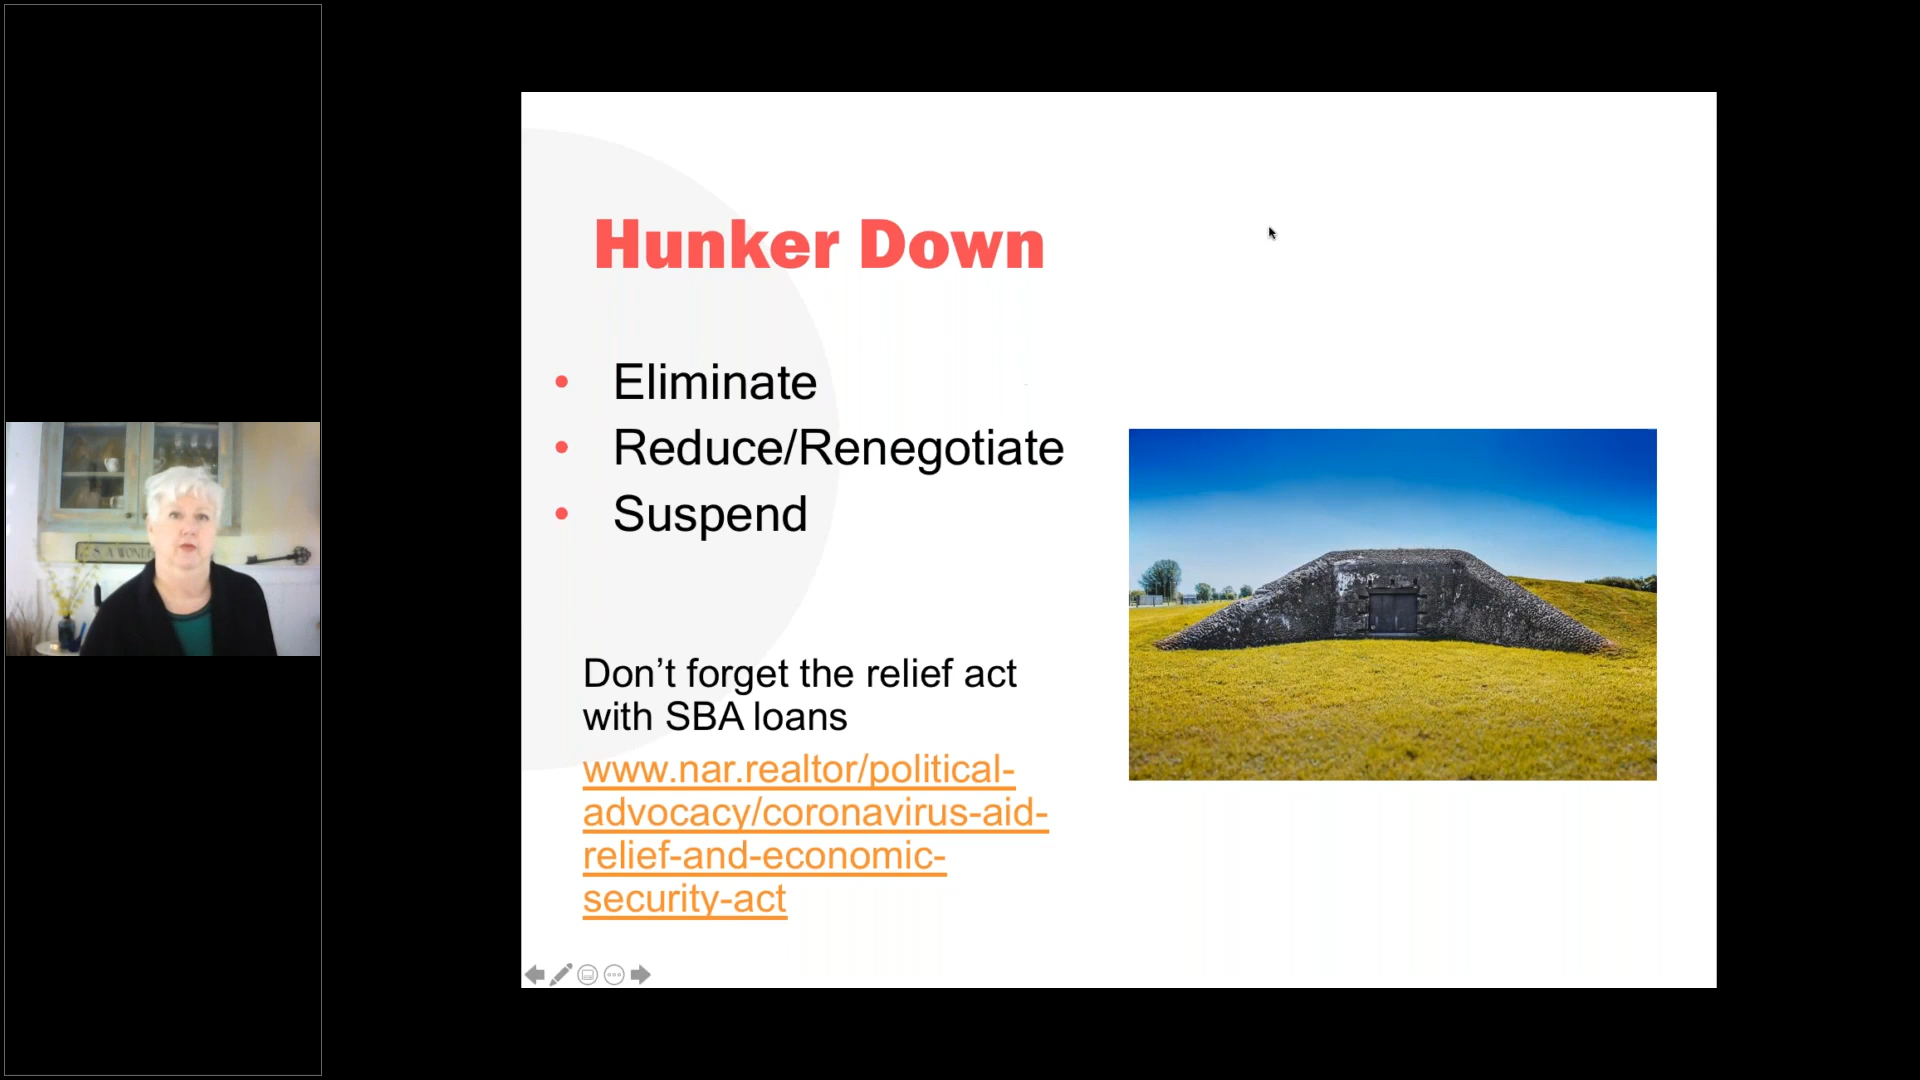 Hunker Down
• Eliminate
• Reduce/Renegotiate
• Suspend
Don’t forget the relief act
with SBA loans
www.nar.realtor/political-
advocacy/coronavirus-aid-
relief-and-economic-
security-act